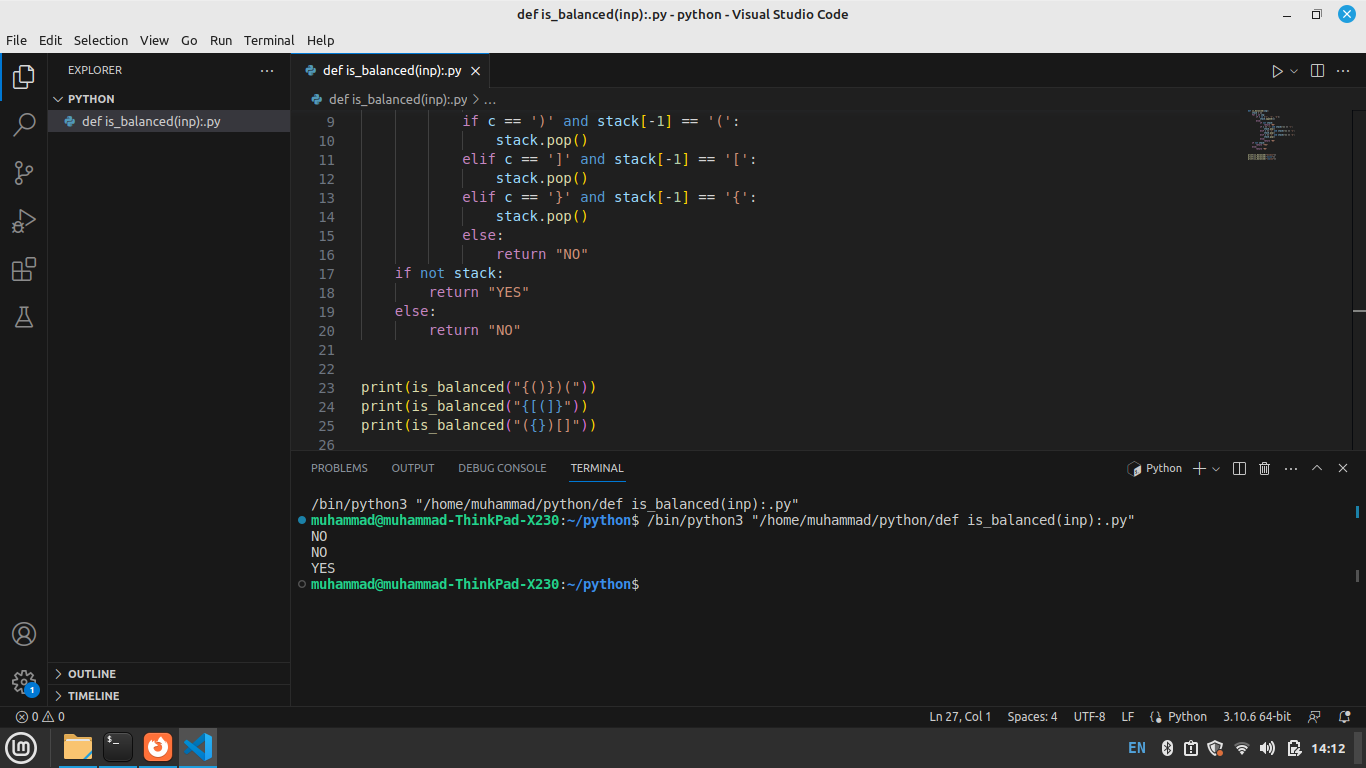 def is_balanced(inp):.py - python - Visual Studio Code
File Edit Selection View Go Run Terminal Help
EXPLORER
def is_balanced(inp):.py
PYTHON
def is_balanced(inp):.py
def is_balanced(inp):.py > ...
9 if c == ')' and stack[-1] == '(':
10 stack.pop()
11 elif c == ']' and stack[-1] == '[':
12 stack.pop()
13 elif c == '}' and stack[-1] == '{':
14 stack.pop()
15 else:
16 return "NO"
17 if not stack:
18 return "YES"
19 else:
20 return "NO"
21
22
23 print(is_balanced("{()})("))
24 print(is_balanced("{[(]}"))
25 print(is_balanced("({})[]"))
26
PROBLEMS OUTPUT DEBUG CONSOLE TERMINAL
Python
/bin/python3 "/home/muhammad/python/def is_balanced(inp):.py"
muhammad@muhammad-ThinkPad-X230:~/python$ /bin/python3 "/home/muhammad/python/def is_balanced(inp):.py"
NO
NO
YES
muhammad@muhammad-ThinkPad-X230:~/python$
OUTLINE
TIMELINE
1
0 0
Ln 27, Col 1 Spaces: 4 UTF-8 LF Python 3.10.6 64-bit
EN 14:12